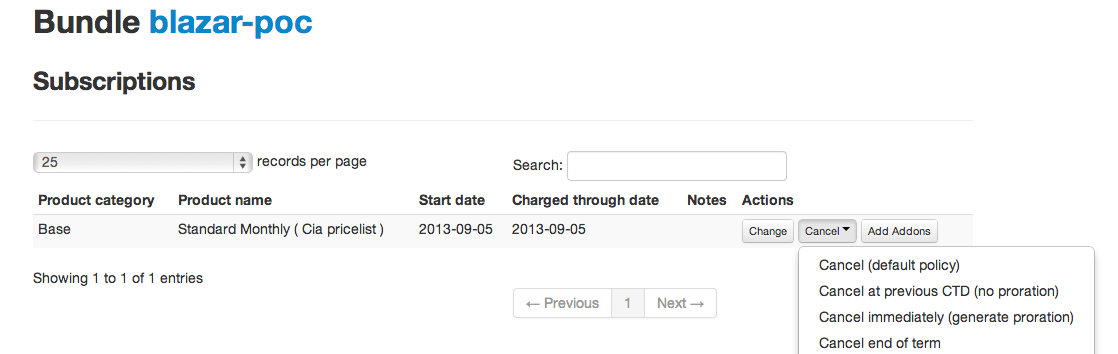 Bundle blazar-poc
Subscriptions
25 records per page Search:
Product category Product name Start date Charged through date Notes Actions
Base Standard Monthly ( Cia pricelist ) 2013-09-05 2013-09-05 Change Cancel Add Addons
Cancel (default policy)
Showing 1 to 1 of 1 entries
Cancel at previous CTD (no proration)
← Previous 1 Next →
Cancel immediately (generate proration)
Cancel end of term